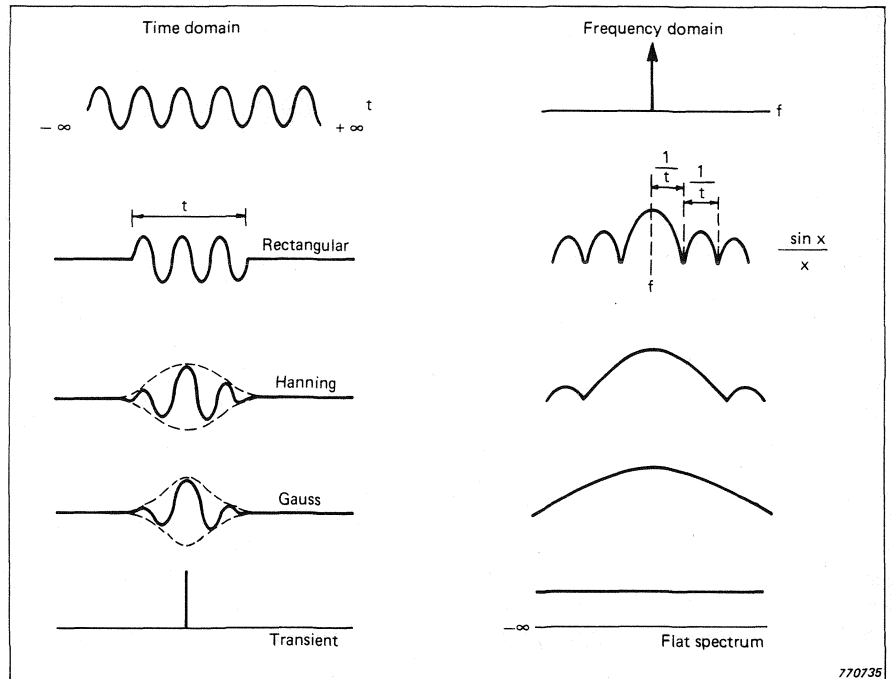 Time domain
Frequency domain
t
− ∞
+ ∞
f
1
t
1
t
t
Rectangular
sin x
x
f
Hanning
Gauss
Transient
−∞
Flat spectrum
770735